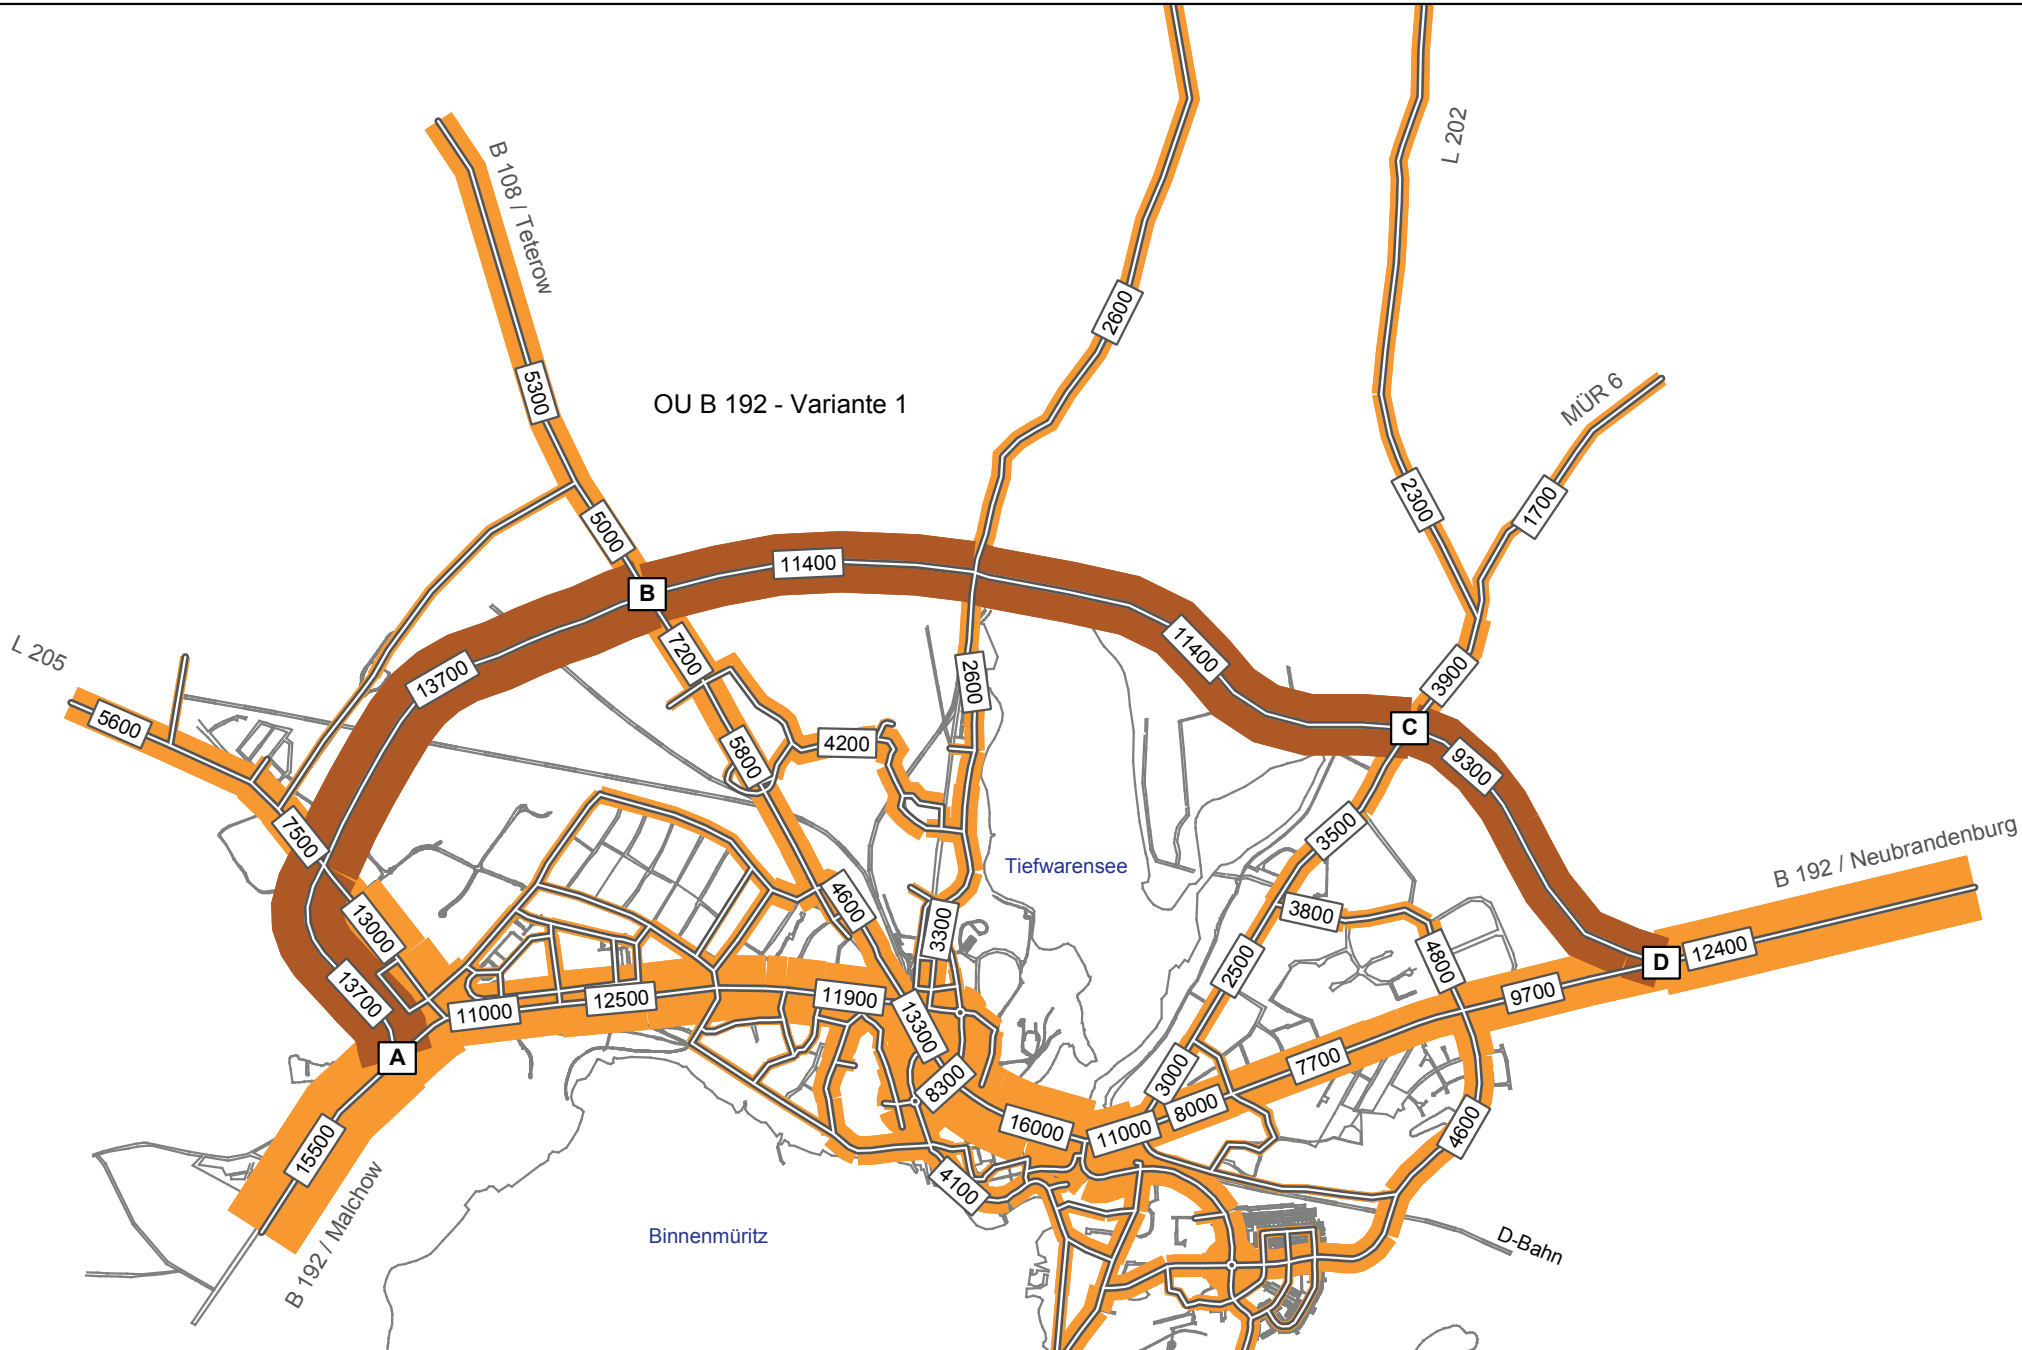 L 202
B 108 / Teterow
2600
5300
OU B 192 - Variante 1
MÜR 6
2300
1700
5000
11400
B
L 205
7200
2600
11400
3900
13700
5600
5800
4200
C
9300
7500
3500
Tiefwarensee
B 192 / Neubrandenburg
4600
3800
13000
3300
2500
4800
12400
D
13700
11000
12500
11900
9700
13300
A
7700
8300
3000
8000
16000
11000
4600
15500
4100
B 192 / Malchow
Binnenmüritz
D-Bahn